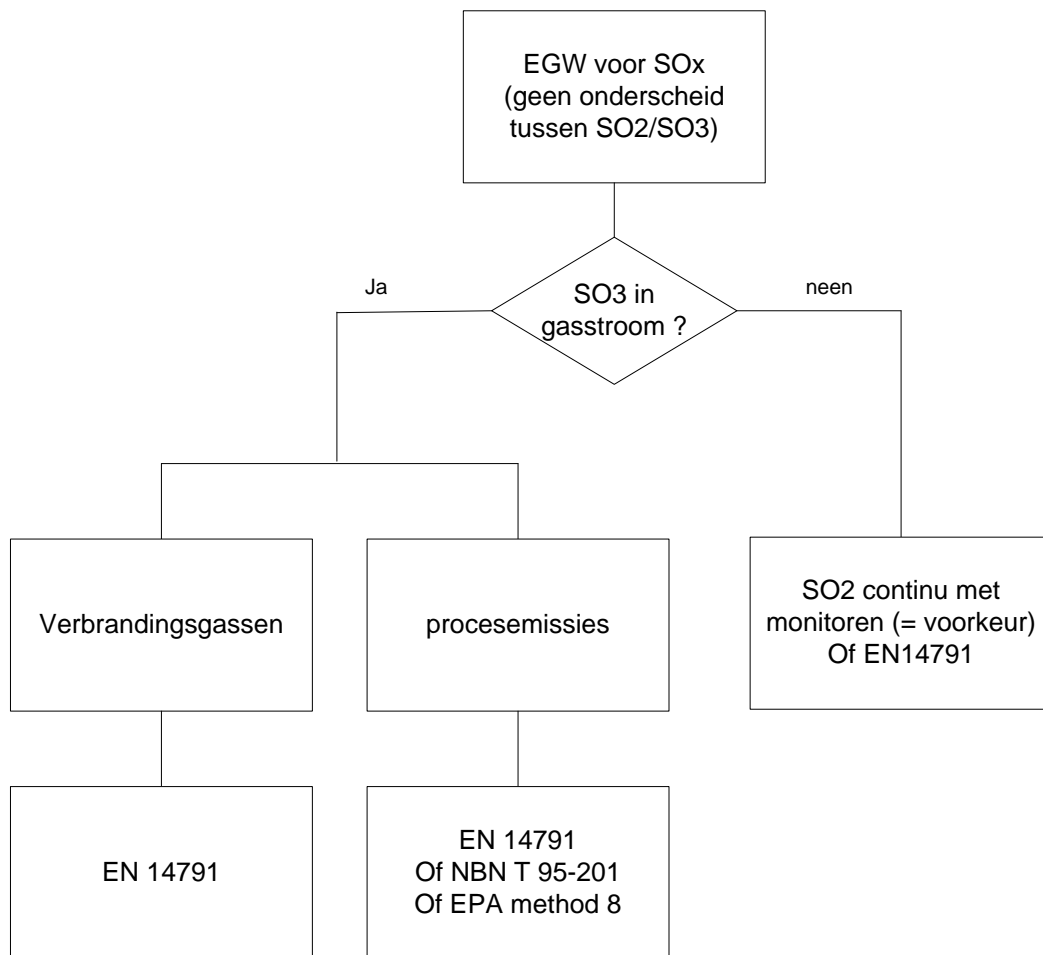 EGW voor SOx
(geen onderscheid
tussen SO2/SO3)
Ja
SO3 in
gasstroom ?
neen
Verbrandingsgassen
procesemissies
SO2 continu met
monitoren (= voorkeur)
Of EN14791
EN 14791
EN 14791
Of NBN T 95-201
Of EPA method 8